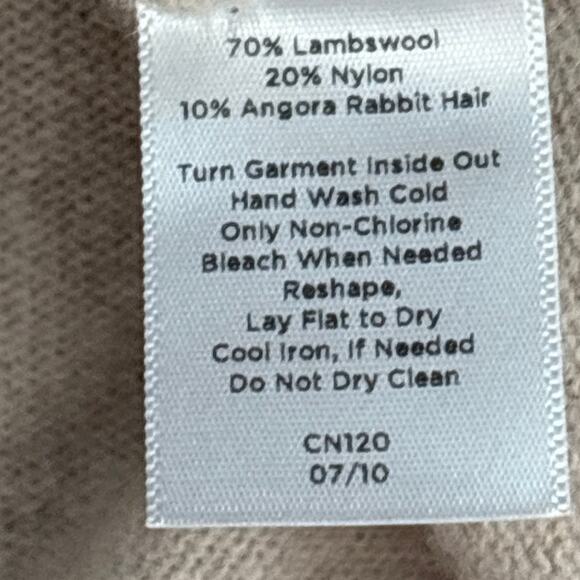 70% Lambswool
20% Nylon
10% Angora Rabbit Hair
Turn Garment Inside Out
Hand Wash Cold
Only Non-Chlorine
Bleach When Needed
Reshape,
Lay Flat to Dry
Cool Iron, If Needed
Do Not Dry Clean
CN120
07/10